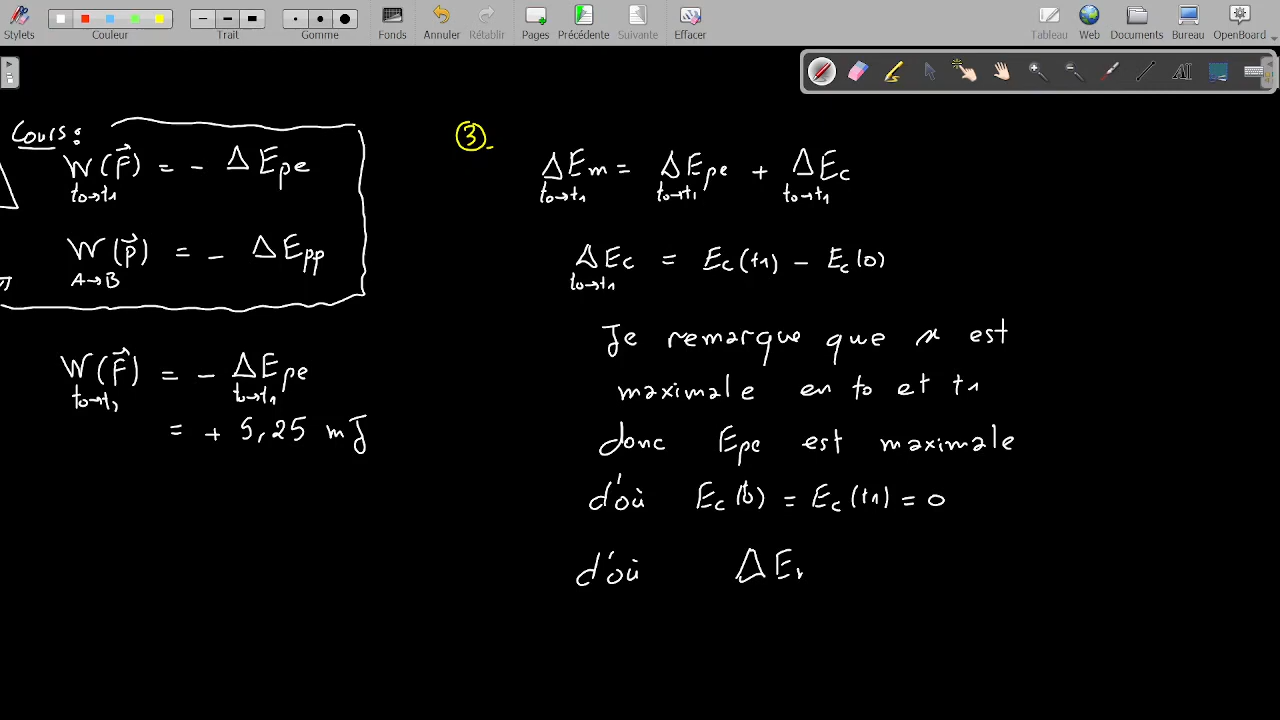 Stylets Couleur Trait Gomme Fonds Annuler Rétablir Pages Précédente Suivante Effacer Tableau Web Documents Bureau OpenBoard
Cours:
W(F⃗) = - ΔEpe
t0→t1
W(p⃗) = - ΔEpp
A→B
W(F⃗) = - ΔEpe
t0→t1 t0→t1
= + 5,25 mJ
③
ΔEm = ΔEpe + ΔEc
t0→t1 t0→t1 t0→t1
ΔEc = Ec(t1) - Ec(0)
t0→t1
Je remarque que x est
maximale en t0 et t1
donc Epe est maximale
d'où Ec(t0) = Ec(t1) = 0
d'où ΔE